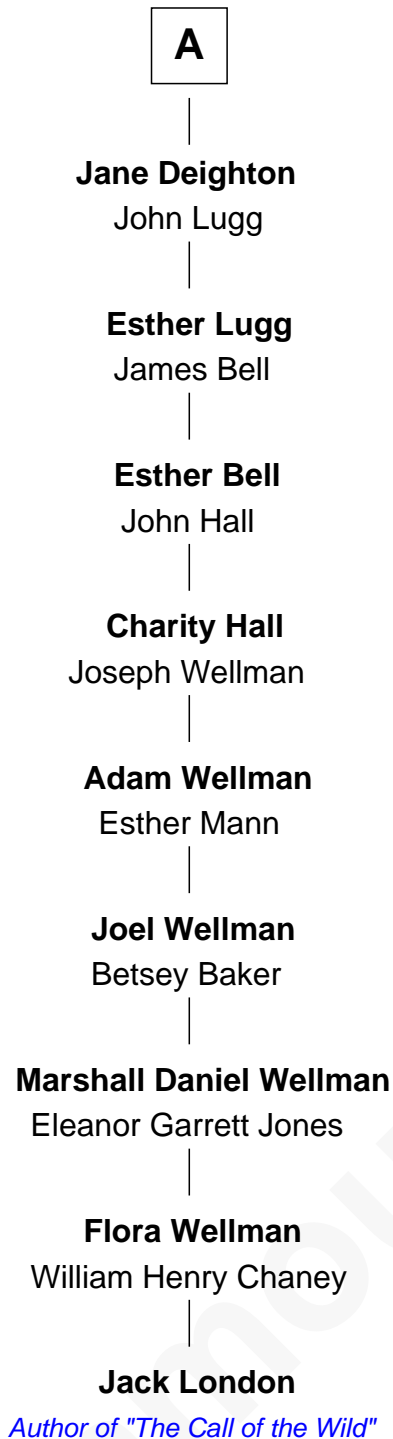 A
Jane Deighton
John Lugg
Esther Lugg
James Bell
Esther Bell
John Hall
Charity Hall
Joseph Wellman
Adam Wellman
Esther Mann
Joel Wellman
Betsey Baker
Marshall Daniel Wellman
Eleanor Garrett Jones
Flora Wellman
William Henry Chaney
Jack London
Author of "The Call of the Wild"